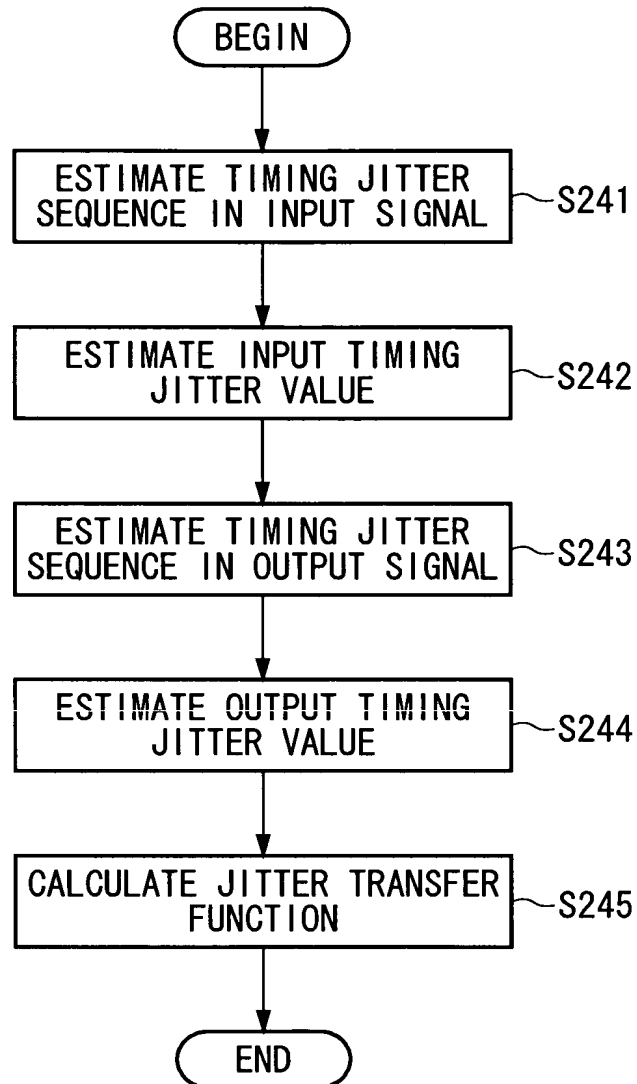 BEGIN
ESTIMATE TIMING JITTER
SEQUENCE IN INPUT SIGNAL
S241
ESTIMATE INPUT TIMING
JITTER VALUE
S242
ESTIMATE TIMING JITTER
SEQUENCE IN OUTPUT SIGNAL
S243
ESTIMATE OUTPUT TIMING
JITTER VALUE
S244
CALCULATE JITTER TRANSFER
FUNCTION
S245
END